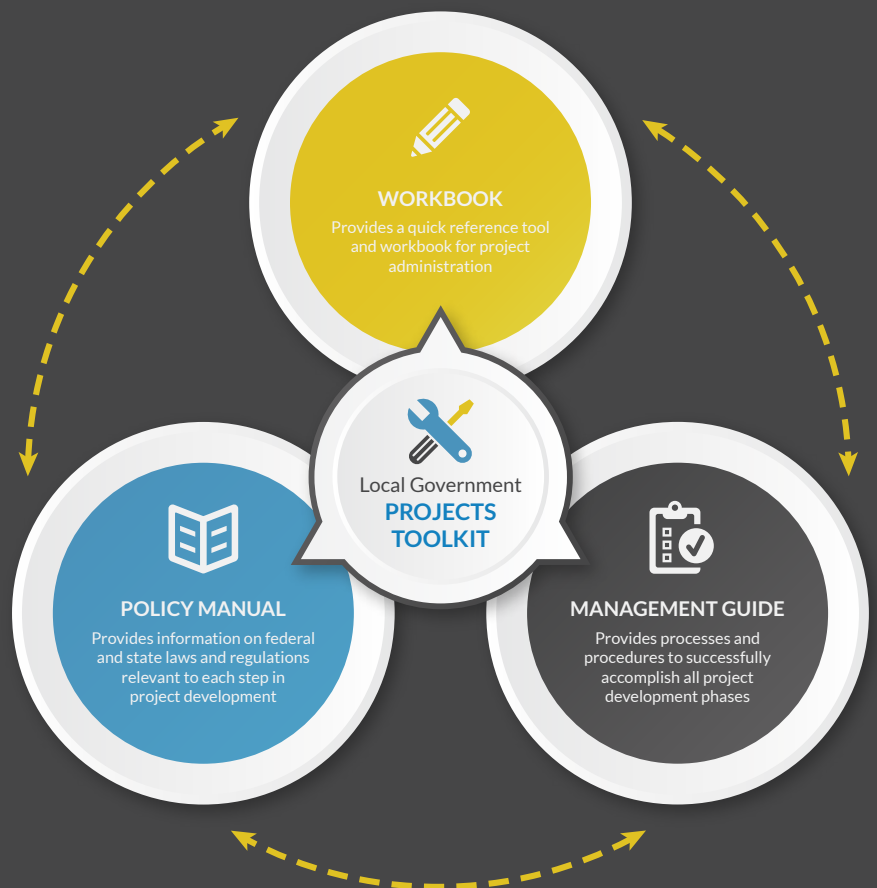 WORKBOOK
Provides a quick reference tool
and workbook for project
administration
Local Government
PROJECTS
TOOLKIT
POLICY MANUAL
Provides information on federal
and state laws and regulations
relevant to each step in
project development
MANAGEMENT GUIDE
Provides processes and
procedures to successfully
accomplish all project
development phases